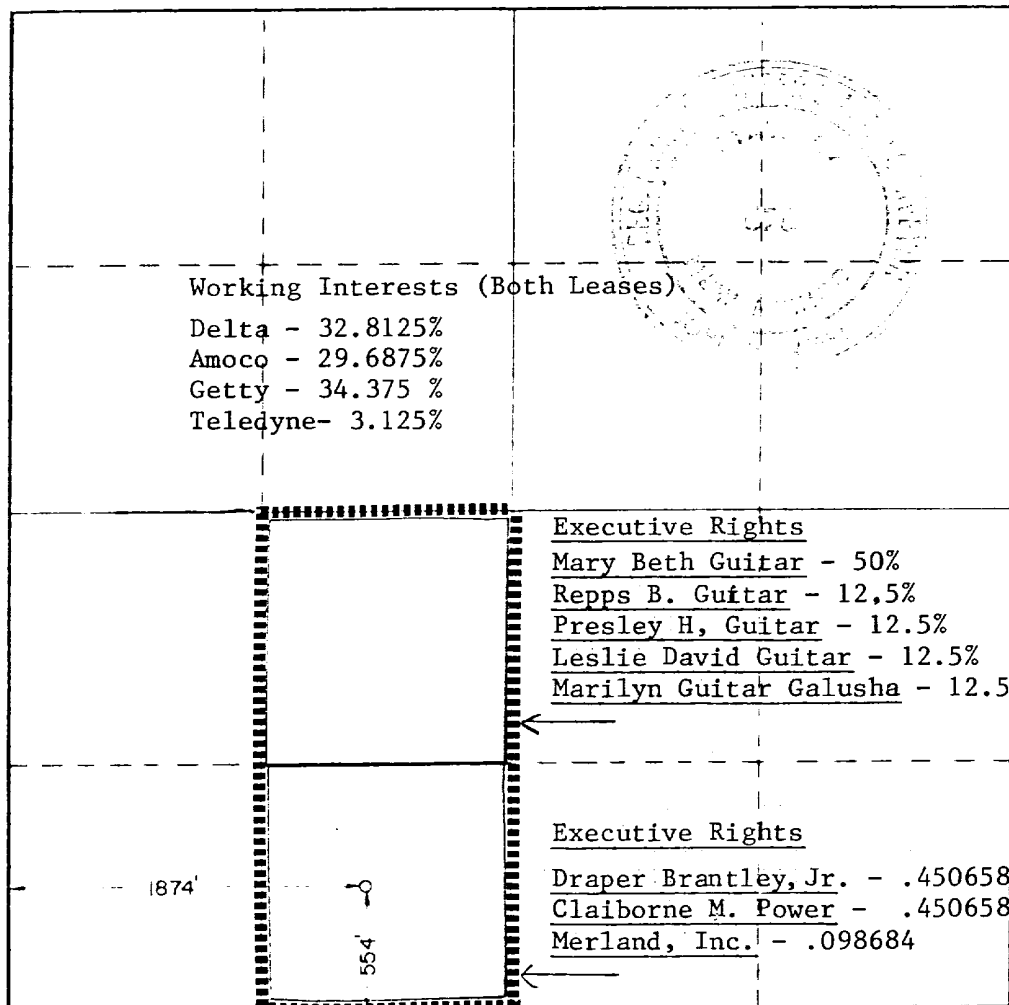 Working Interests (Both Leases)
Delta - 32.8125%
Amoco - 29.6875%
Getty - 34.375 %
Teledyne- 3.125%
Executive Rights
Mary Beth Guitar - 50%
Repps B. Guitar - 12,5%
Presley H, Guitar - 12.5%
Leslie David Guitar - 12.5%
Marilyn Guitar Galusha - 12.5
Executive Rights
Draper Brantley, Jr. - .450658
Claiborne M. Power - .450658
Merland, Inc. - .098684
1874'
554'